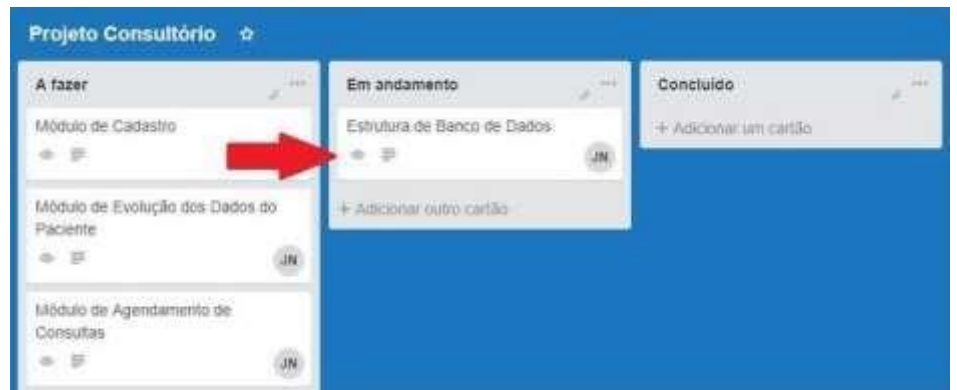 Projeto Consultório
A fazer
Módulo de Cadastro
Módulo de Evolução dos Dados do
Paciente
JN
Módulo de Agendamento de
Consultas
JN
Em andamento
Estrutura de Banco de Dados
JN
+ Adicionar outro cartão
Concluído
+ Adicionar um cartão